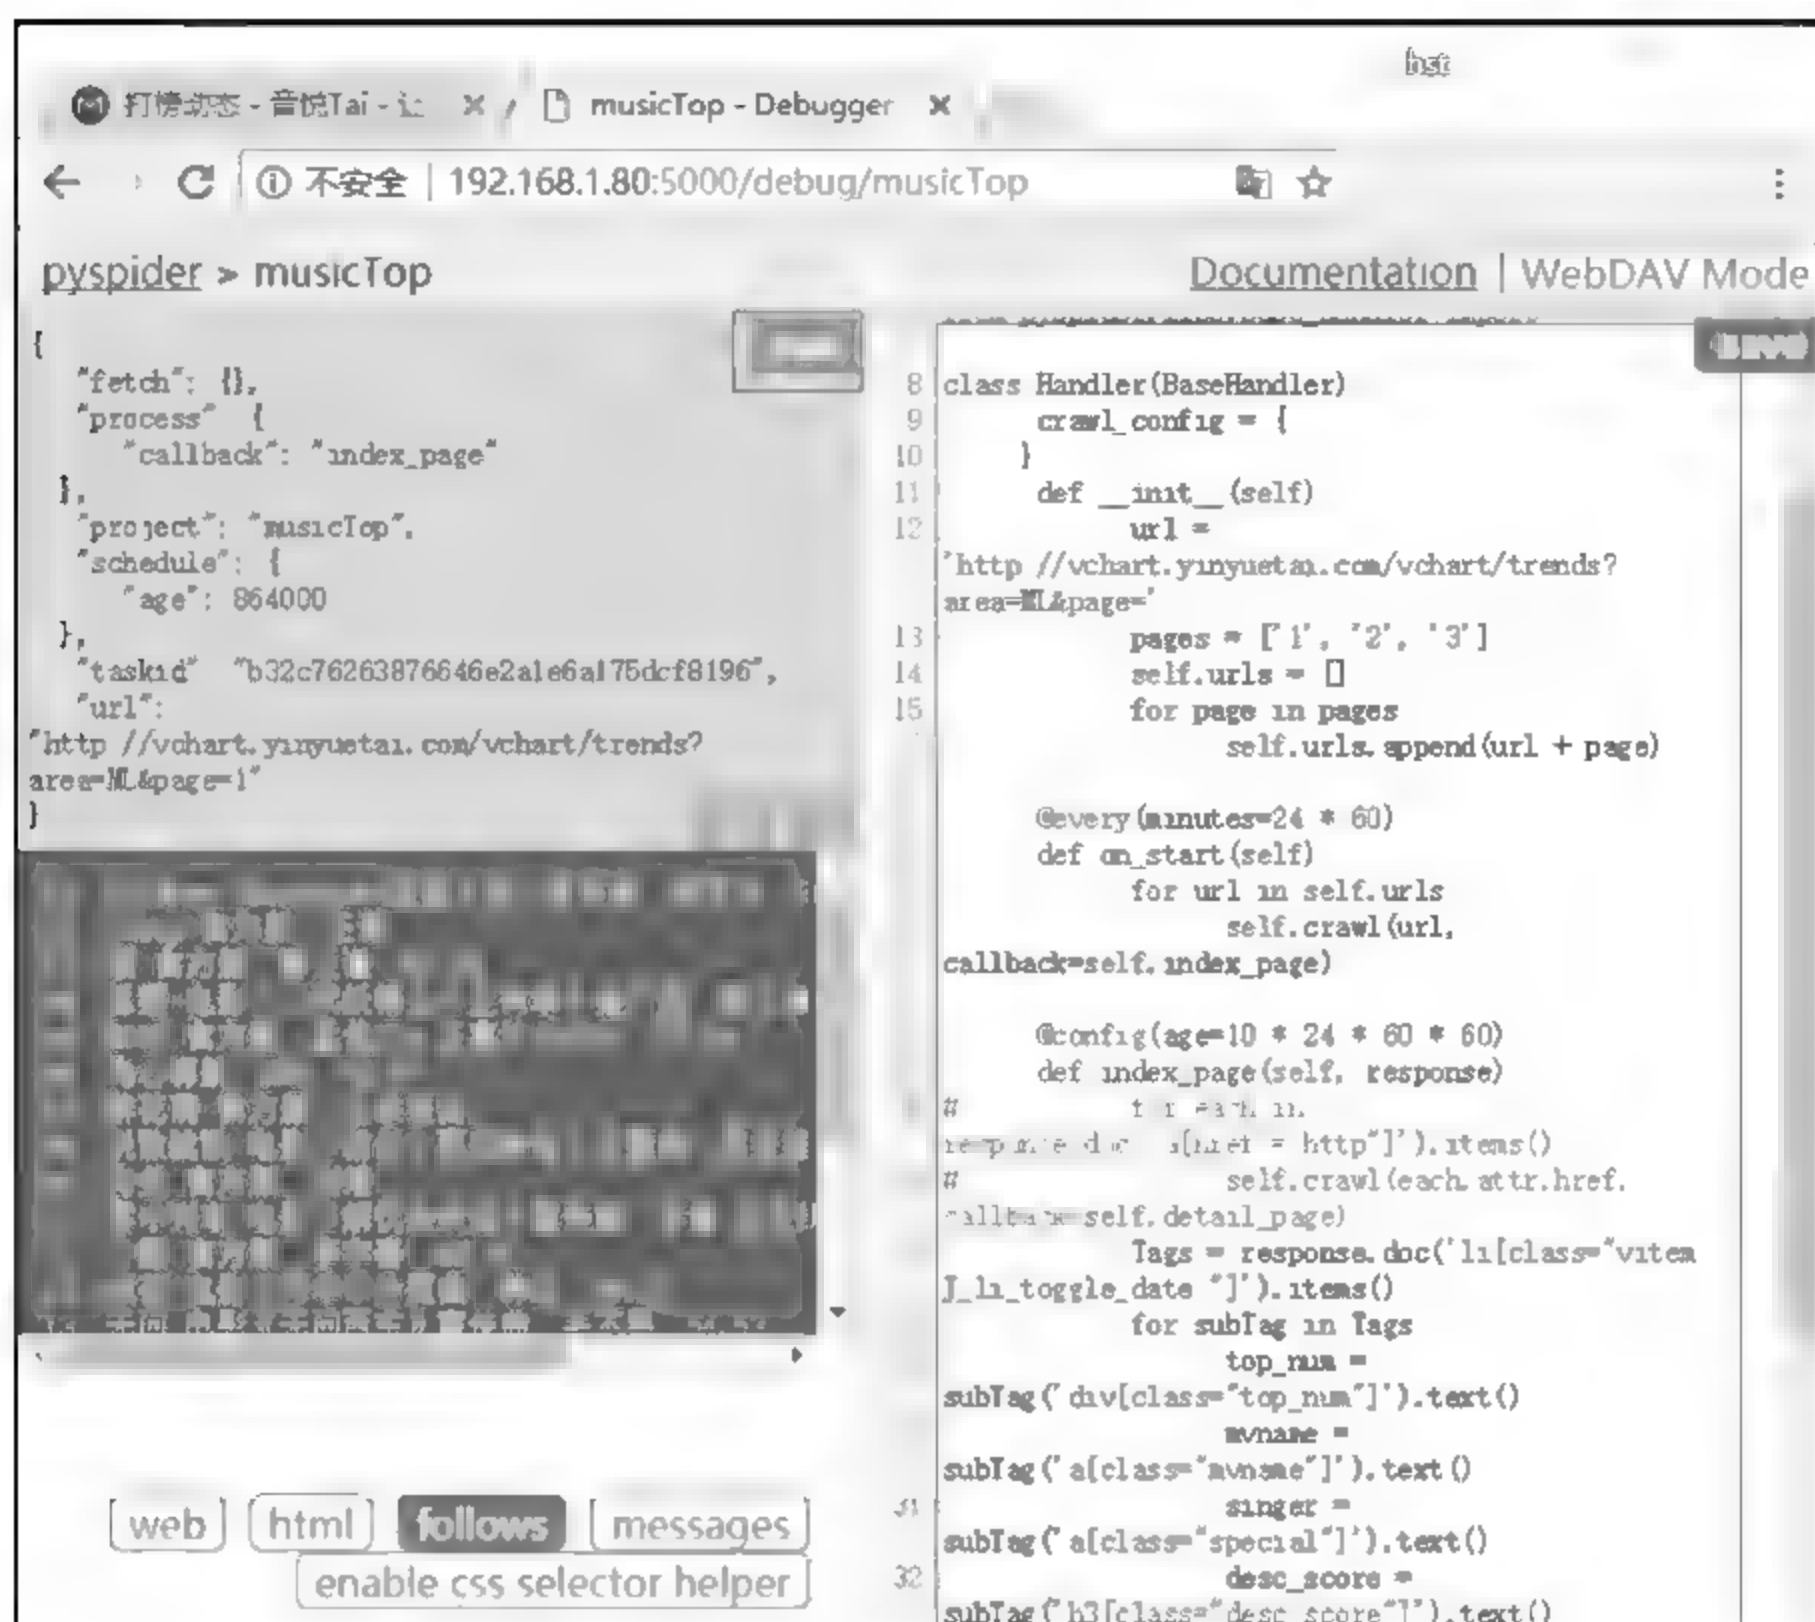 hst
打榜动态 - 音悦Tai - 让
musicTop - Debugger
不安全 | 192.168.1.80:5000/debug/musicTop
pyspider > musicTop
Documentation | WebDAV Mode
{
"fetch": {},
"process" {
"callback": "index_page"
},
"project": "musicTop",
"schedule": {
"age": 864000
},
"taskid" "b32c76263876646e2a1e6a175dcf8196",
"url":
"http //vchart.yinyuetai.com/vchart/trends?
area=ML&page=1"
}
web html follows messages
enable css selector helper
8 class Handler(BaseHandler)
9 crawl_config = {
10 }
11 def __init__(self)
12 url =
'http //vchart.yinyuetai.com/vchart/trends?
area=ML&page='
13 pages = ['1', '2', '3']
14 self.urls = []
15 for page in pages
self.urls.append(url + page)
@every(minutes=24 * 60)
def on_start(self)
for url in self.urls
self.crawl(url,
callback=self.index_page)
@config(age=10 * 24 * 60 * 60)
def index_page(self, response)
# for each in
http"]').items()
# self.crawl(each.attr.href,
callback=self.detail_page)
Tags = response.doc('li[class="vitem
J_li_toggle_date "]').items()
for subTag in Tags
top_num =
subTag('div[class="top_num"]').text()
mvname =
subTag('a[class="mvname"]').text()
31 singer =
subTag('a[class="special"]').text()
32 desc_score =
subTag('h3[class="desc_score"]').text()